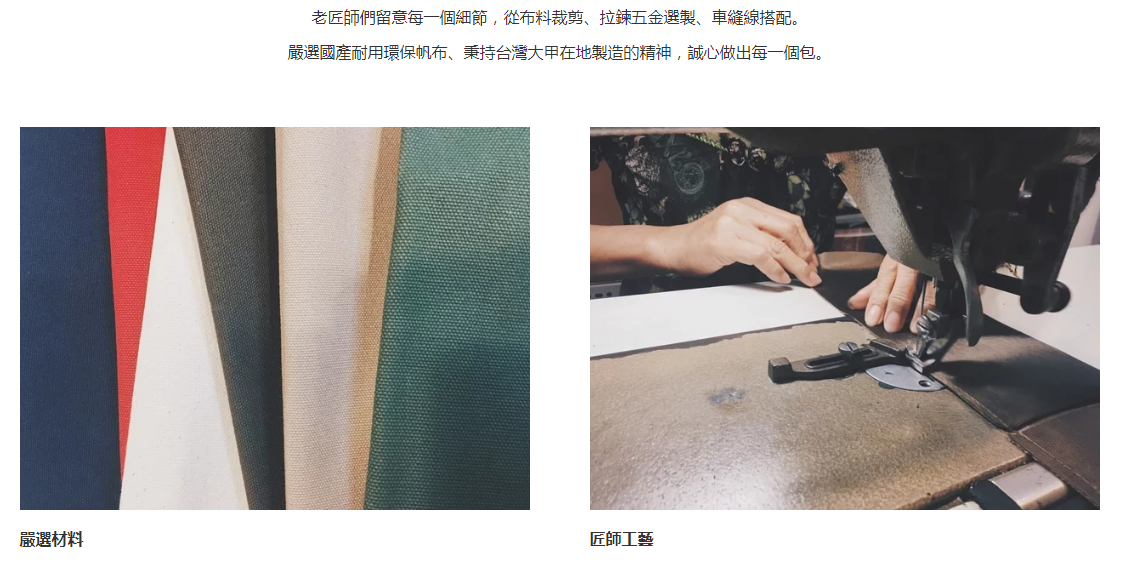 老匠師們留意每一個細節，從布料裁剪、拉鍊五金選製、車縫線搭配。
嚴選國產耐用環保帆布、秉持台灣大甲在地製造的精神，誠心做出每一個包。
嚴選材料
匠師工藝